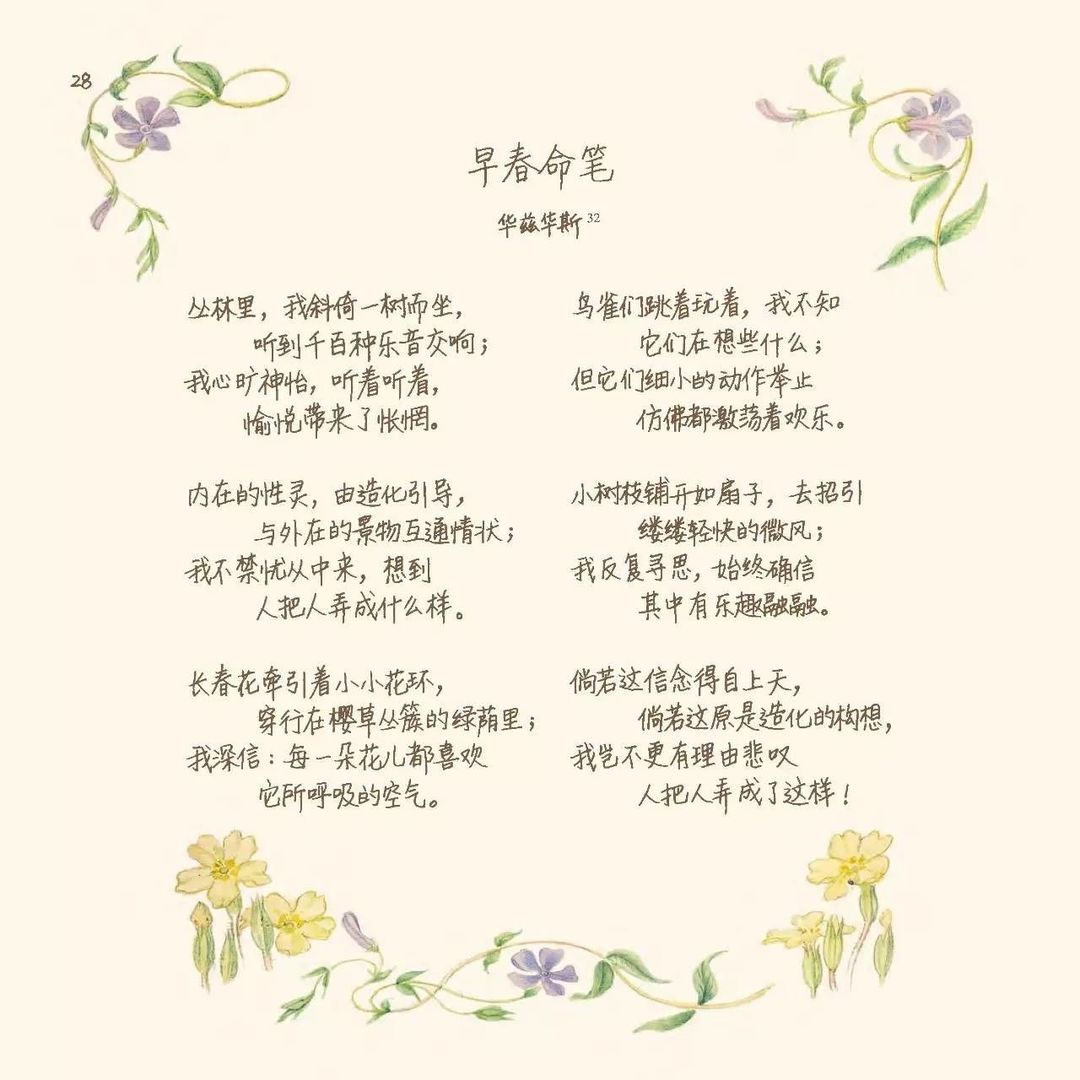 28
早春命笔
华兹华斯 32
丛林里，我斜倚一树而坐，
听到千百种乐音交响；
我心旷神怡，听着听着，
愉悦带来了怅惘。
内在的性灵，由造化引导，
与外在的景物互通情状；
我不禁忧从中来，想到
人把人弄成什么样。
长春花牵引着小小花环，
穿行在樱草丛簇的绿荫里；
我深信：每一朵花儿都喜欢
它所呼吸的空气。
鸟雀们跳着玩着，我不知
它们在想些什么；
但它们细小的动作举止
仿佛都激荡着欢乐。
小树枝铺开如扇子，去招引
缕缕轻快的微风；
我反复寻思，始终确信
其中有乐趣融融。
倘若这信念得自上天，
倘若这原是造化的构想，
我岂不更有理由悲叹
人把人弄成了这样！